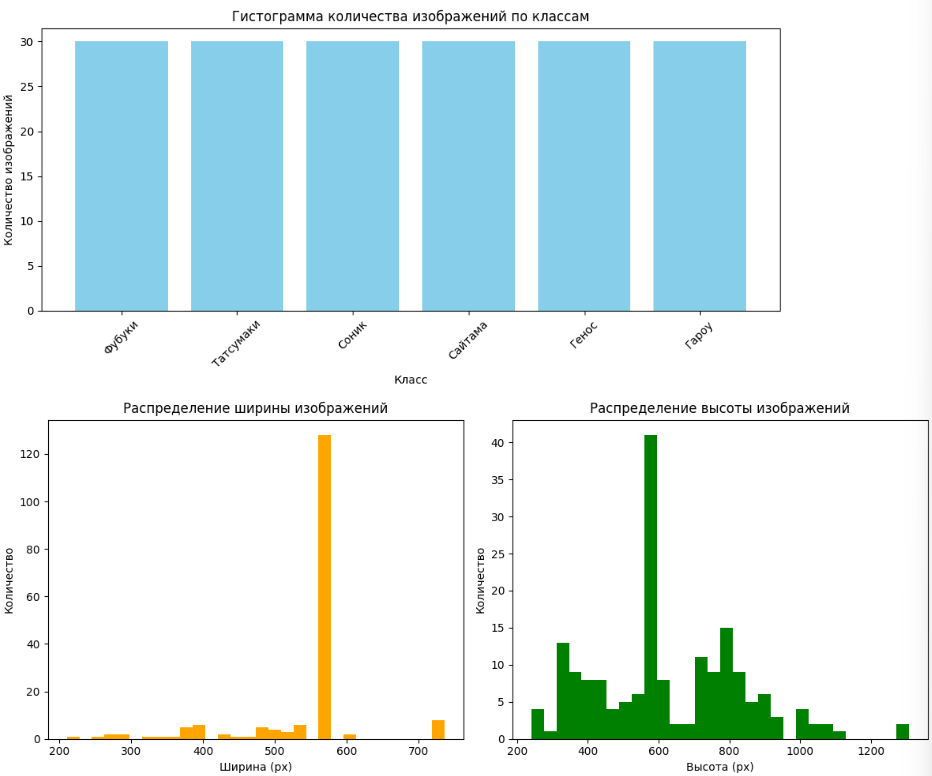 Гистограмма количества изображений по классам
Количество изображений
30
25
20
15
10
5
0
Фубуки
Татсумаки
Соник
Сайтама
Генос
Гароу
Класс
Распределение ширины изображений
Количество
120
100
80
60
40
20
0
200 300 400 500 600 700
Ширина (px)
Распределение высоты изображений
Количество
40
35
30
25
20
15
10
5
0
200 400 600 800 1000 1200
Высота (px)